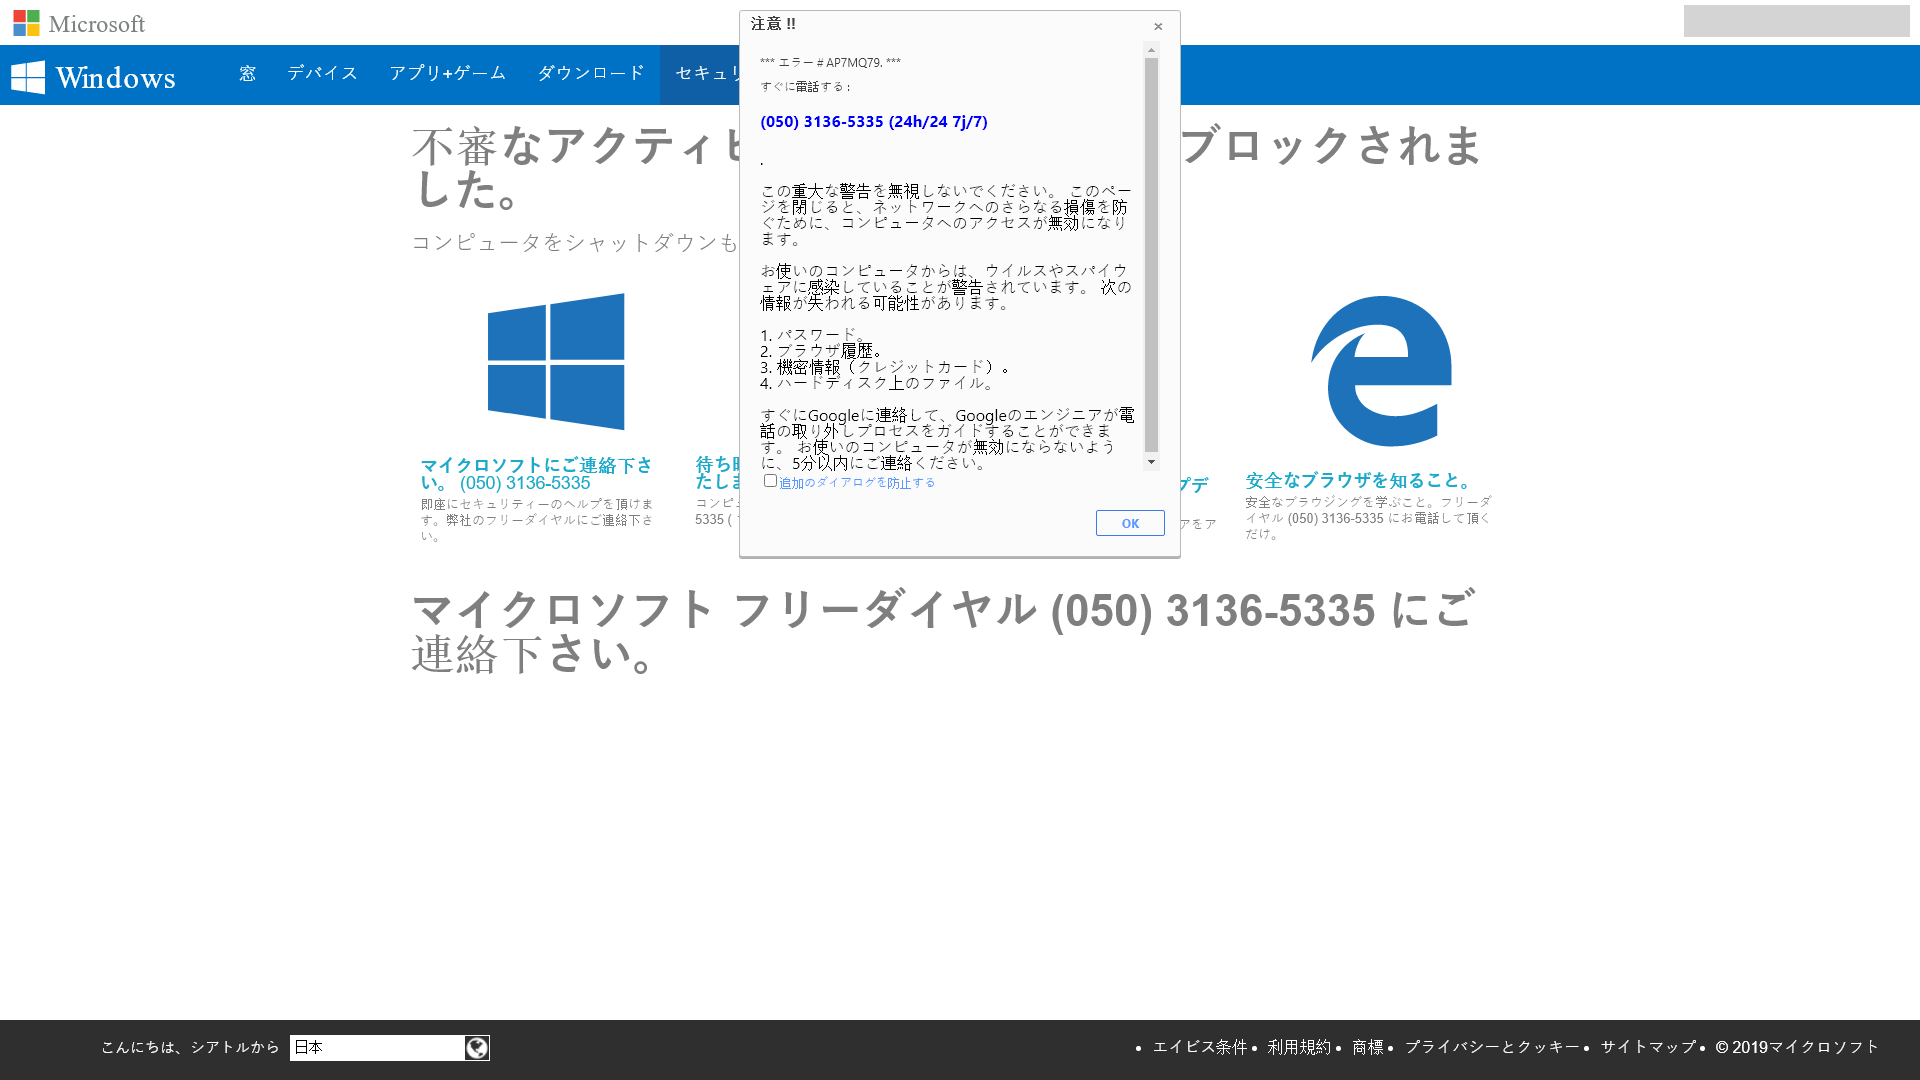 Microsoft
Windows
窓
デバイス
アプリ+ゲーム
ダウンロード
セキュリ
注意 !!
×
*** エラー # AP7MQ79. ***
すぐに電話する :
(050) 3136-5335 (24h/24 7j/7)
.
この重大な警告を無視しないでください。 このペー
ジを閉じると、ネットワークへのさらなる損傷を防
ぐために、コンピュータへのアクセスが無効になり
ます。
お使いのコンピュータからは、ウイルスやスパイウ
ェアに感染していることが警告されています。 次の
情報が失われる可能性があります。
1. パスワード。
2. ブラウザ履歴。
3. 機密情報（クレジットカード）。
4. ハードディスク上のファイル。
すぐにGoogleに連絡して、Googleのエンジニアが電
話の取り外しプロセスをガイドすることができま
す。 お使いのコンピュータが無効にならないよう
に、5分以内にご連絡ください。
追加のダイアログを防止する
OK
不審なアクティビ
ブロックされま
した。
コンピュータをシャットダウンも
マイクロソフトにご連絡下さ
い。 (050) 3136-5335
即座にセキュリティーのヘルプを頂けま
す。弊社のフリーダイヤルにご連絡下さ
い。
待ち
たしま
コンピ
5335 (
プデ
アをア
安全なブラウザを知ること。
安全なブラウジングを学ぶこと。フリーダ
イヤル (050) 3136-5335 にお電話して頂く
だけ。
マイクロソフト フリーダイヤル (050) 3136-5335 にご
連絡下さい。
こんにちは、シアトルから
日本
• エイビス条件 • 利用規約 • 商標 • プライバシーとクッキー • サイトマップ • © 2019マイクロソフト